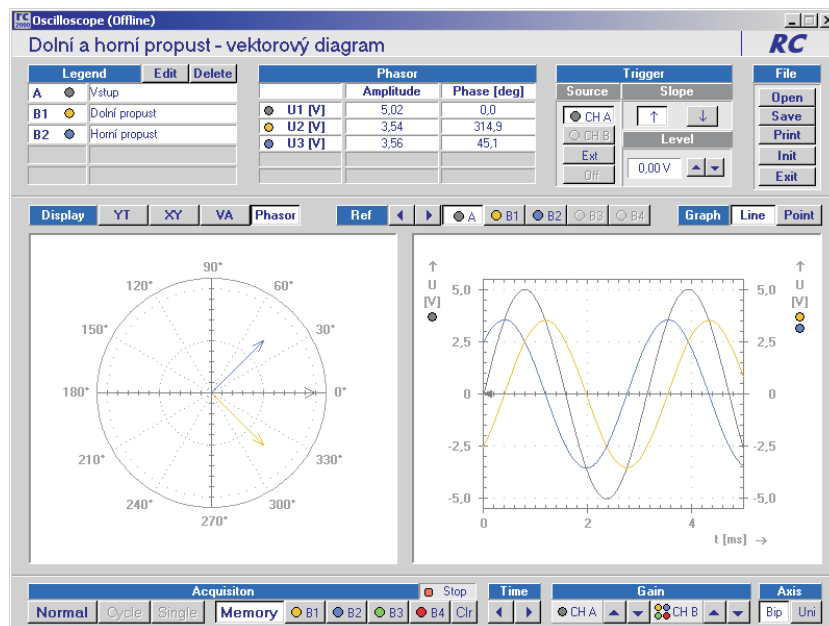 rc 2000 Oscilloscope (Offline)
Dolní a horní propust - vektorový diagram RC
Legend Edit Delete
A Vstup
B1 Dolní propust
B2 Horní propust
Phasor
Amplitude Phase [deg]
U1 [V] 5,02 0,0
U2 [V] 3,54 314,9
U3 [V] 3,56 45,1
Trigger
Source Slope
CH A ↑ ↓
CH B Level
Ext 0,00 V
Off
File
Open
Save
Print
Init
Exit
Display YT XY VA Phasor Ref A B1 B2 B3 B4 Graph Line Point
90°
120° 60°
150° 30°
180° 0°
210° 330°
240° 300°
270°
↑ ↑
U U
[V] [V]
5,0 5,0
2,5 2,5
0 0
-2,5 -2,5
-5,0 -5,0
0 2 4
t [ms] →
Acquisiton Stop Time Gain Axis
Normal Cycle Single Memory B1 B2 B3 B4 Clr CH A CH B Bip Uni